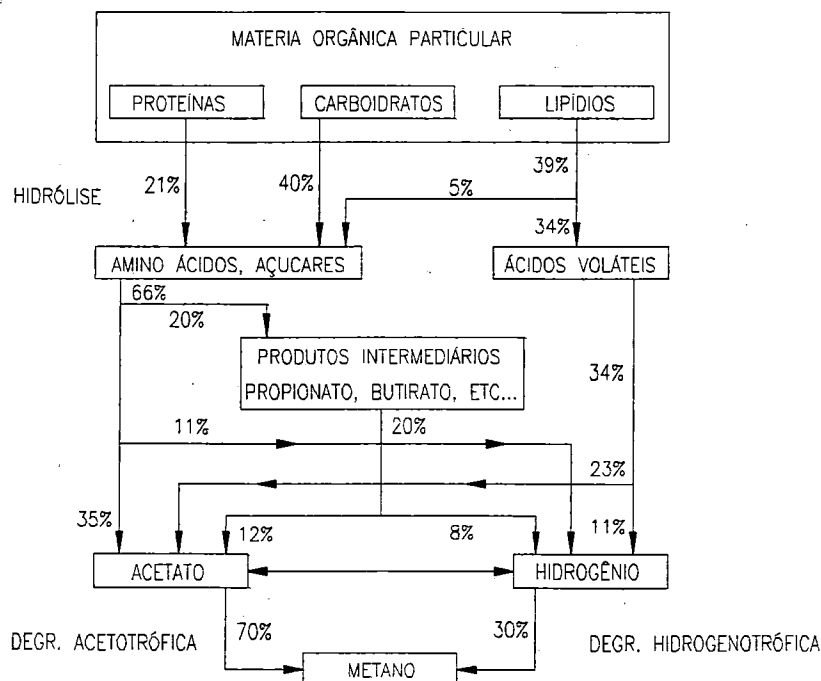 MATERIA ORGÂNICA PARTICULAR
PROTEÍNAS
CARBOIDRATOS
LIPÍDIOS
39%
HIDRÓLISE
21%
40%
5%
34%
AMINO ÁCIDOS, AÇUCARES
ÁCIDOS VOLÁTEIS
66%
20%
PRODUTOS INTERMEDIÁRIOS
PROPIONATO, BUTIRATO, ETC...
34%
11%
20%
23%
35%
12%
8%
11%
ACETATO
HIDROGÊNIO
DEGR. ACETOTRÓFICA
70%
30%
DEGR. HIDROGENOTRÓFICA
METANO